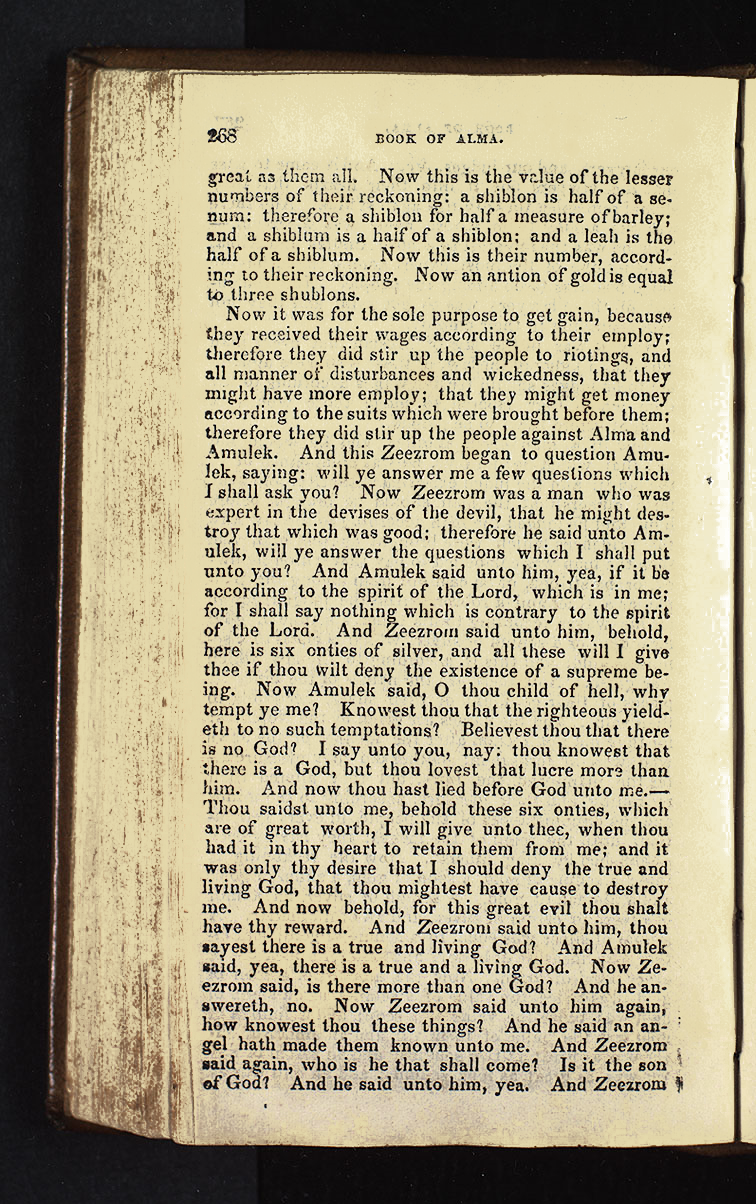 268 BOOK OF ALMA.
great as them all. Now this is the value of the lesser
numbers of their reckoning: a shiblon is half of a se-
num: therefore a shiblon for half a measure of barley;
and a shiblum is a half of a shiblon; and a leah is the
half of a shiblum. Now this is their number, accord-
ing to their reckoning. Now an antion of gold is equal
to three shublons.
Now it was for the sole purpose to get gain, because
they received their wages according to their employ;
therefore they did stir up the people to riotings, and
all manner of disturbances and wickedness, that they
might have more employ; that they might get money
according to the suits which were brought before them;
therefore they did stir up the people against Alma and
Amulek. And this Zeezrom began to question Amu-
lek, saying: will ye answer me a few questions which
I shall ask you? Now Zeezrom was a man who was
expert in the devises of the devil, that he might des-
troy that which was good; therefore he said unto Am-
ulek, will ye answer the questions which I shall put
unto you? And Amulek said unto him, yea, if it be
according to the spirit of the Lord, which is in me;
for I shall say nothing which is contrary to the spirit
of the Lord. And Zeezrom said unto him, behold,
here is six onties of silver, and all these will I give
thee if thou wilt deny the existence of a supreme be-
ing. Now Amulek said, O thou child of hell, why
tempt ye me? Knowest thou that the righteous yield-
eth to no such temptations? Believest thou that there
is no God? I say unto you, nay: thou knowest that
there is a God, but thou lovest that lucre more than
him. And now thou hast lied before God unto me.—
Thou saidst unto me, behold these six onties, which
are of great worth, I will give unto thee, when thou
had it in thy heart to retain them from me; and it
was only thy desire that I should deny the true and
living God, that thou mightest have cause to destroy
me. And now behold, for this great evil thou shalt
have thy reward. And Zeezrom said unto him, thou
sayest there is a true and living God? And Amulek
said, yea, there is a true and a living God. Now Ze-
ezrom said, is there more than one God? And he an-
swereth, no. Now Zeezrom said unto him again,
how knowest thou these things? And he said an an-
gel hath made them known unto me. And Zeezrom
said again, who is he that shall come? Is it the son
of God? And he said unto him, yea. And Zeezrom